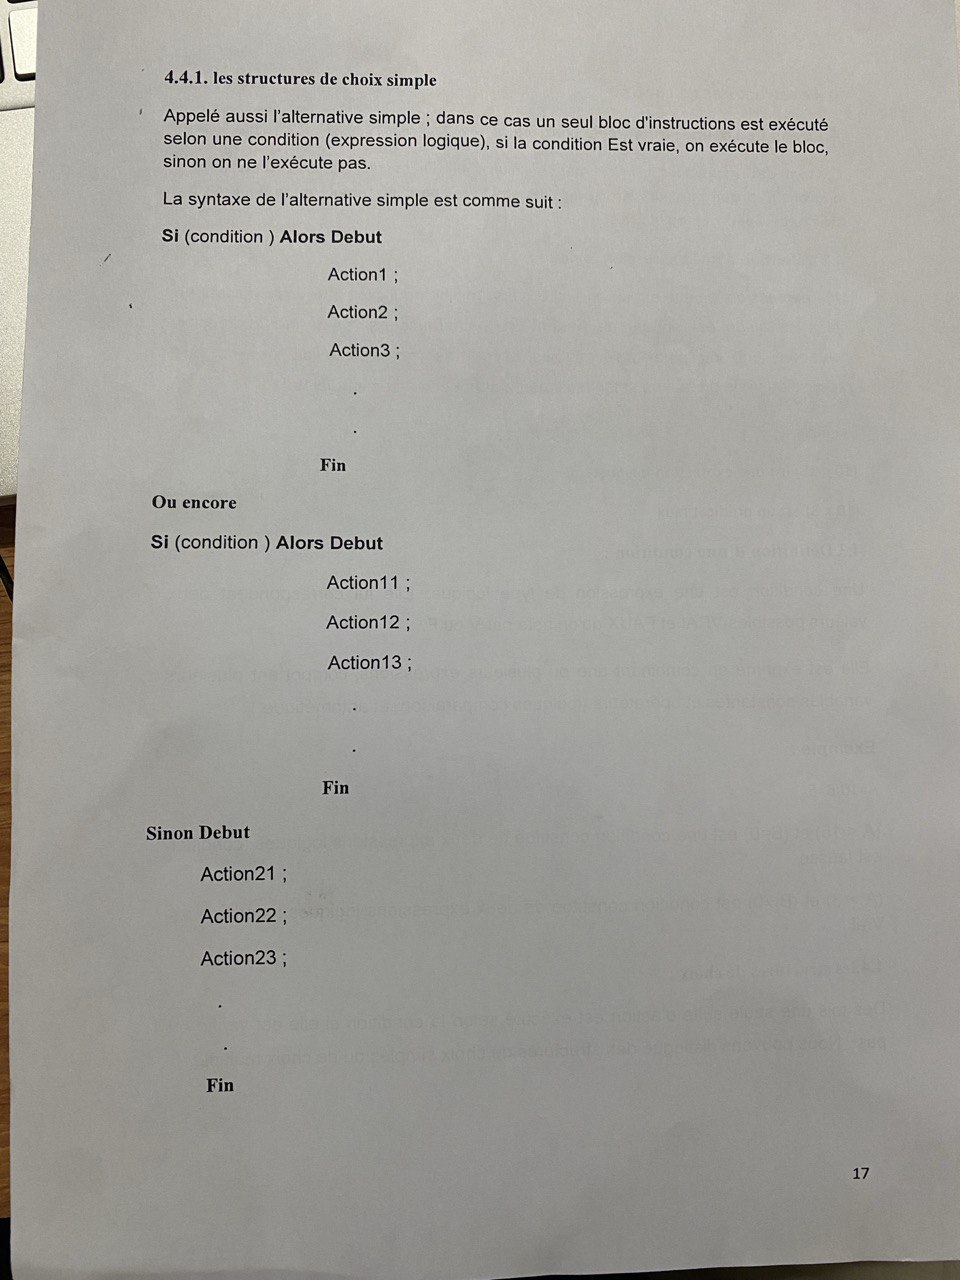 4.4.1. les structures de choix simple
Appelé aussi l'alternative simple ; dans ce cas un seul bloc d'instructions est exécuté
selon une condition (expression logique), si la condition Est vraie, on exécute le bloc,
sinon on ne l'exécute pas.
La syntaxe de l'alternative simple est comme suit :
Si (condition ) Alors Debut
Action1 ;
Action2 ;
Action3 ;
.
.
Fin
Ou encore
Si (condition ) Alors Debut
Action11 ;
Action12 ;
Action13 ;
.
.
Fin
Sinon Debut
Action21 ;
Action22 ;
Action23 ;
.
.
Fin
17